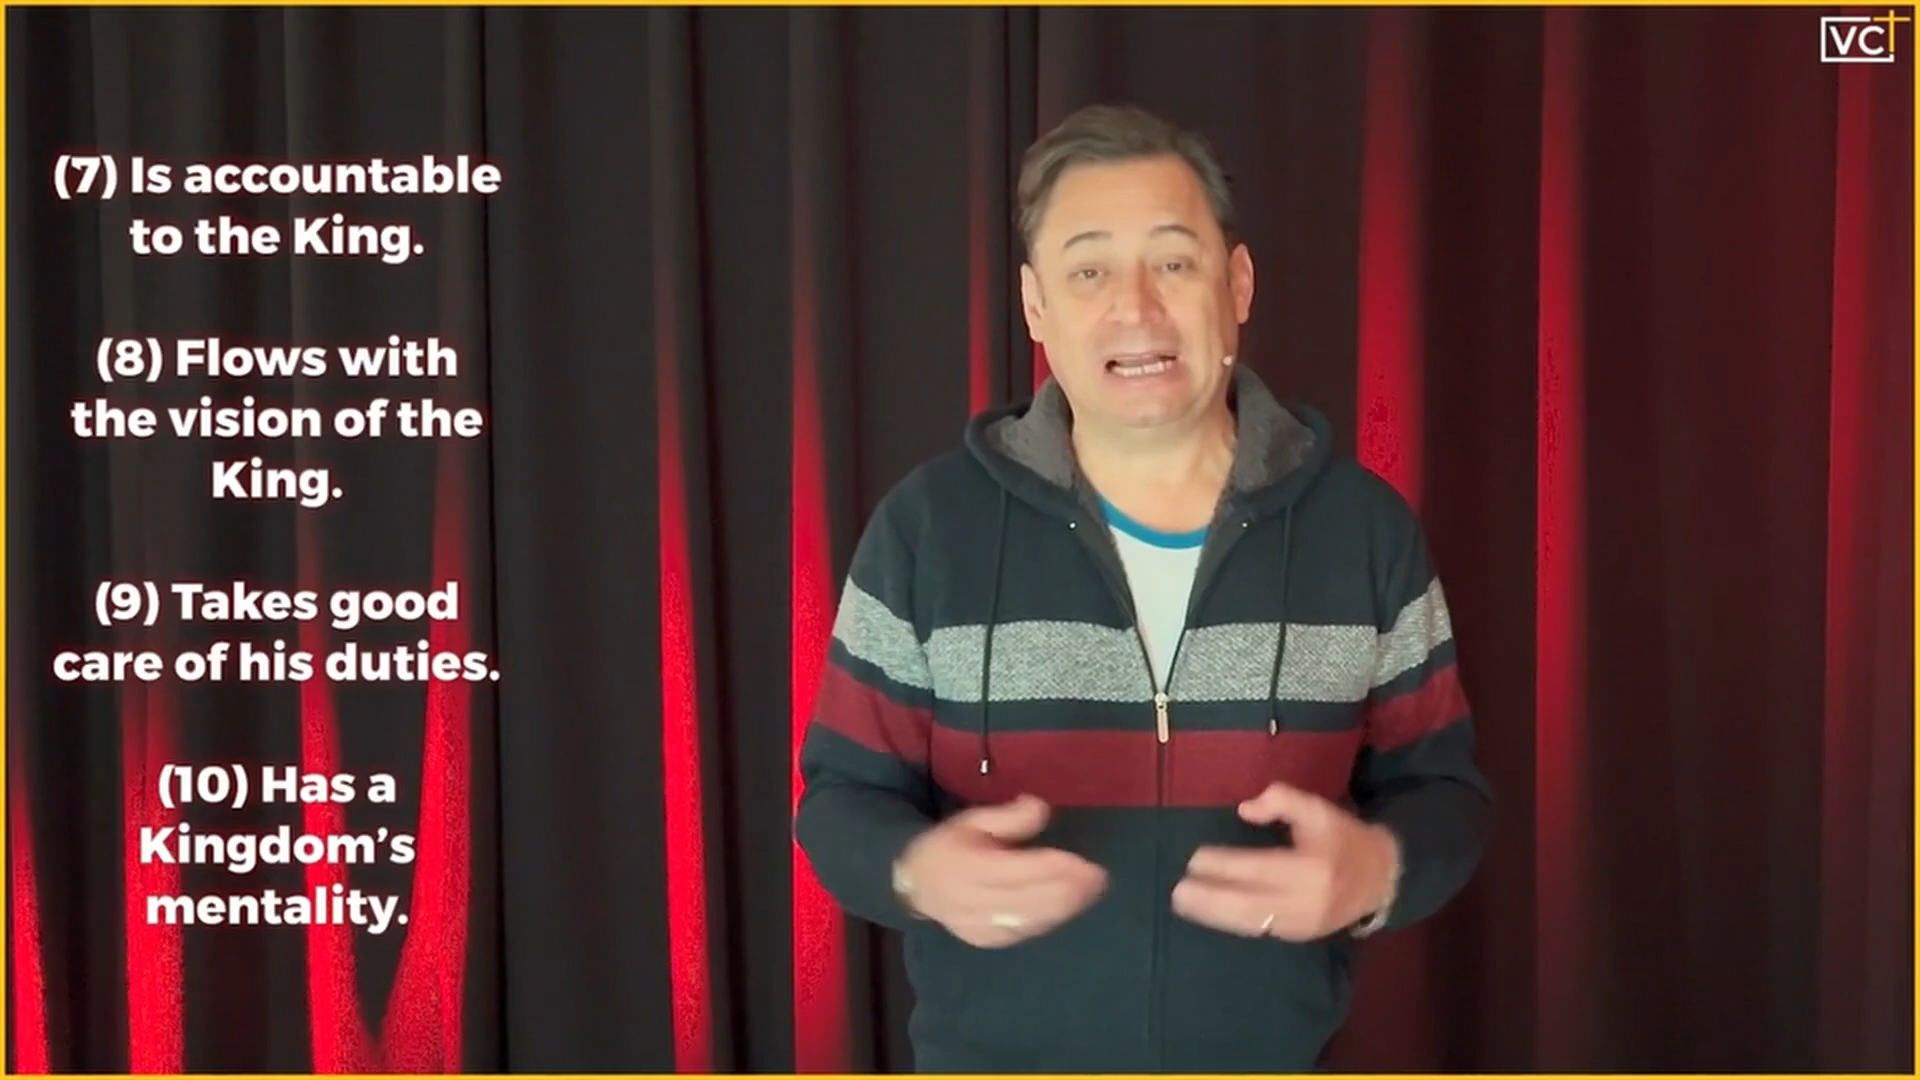 VC
(7) Is accountable
to the King.
(8) Flows with
the vision of the
King.
(9) Takes good
care of his duties.
(10) Has a
Kingdom’s
mentality.